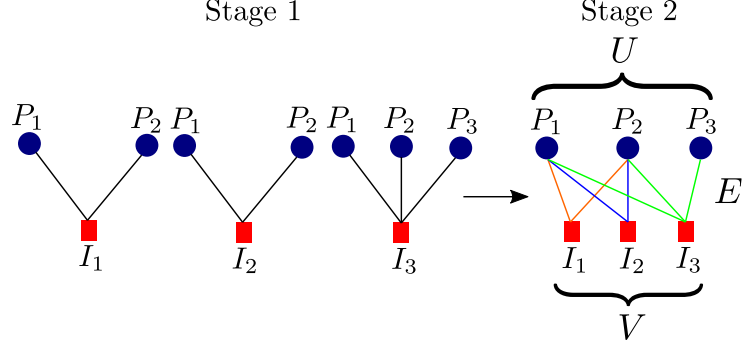 Stage 1
Stage 2
U
P₁ P₂ P₁ P₂ P₁ P₂ P₃ P₁ P₂ P₃
E
I₁ I₂ I₃ I₁ I₂ I₃
V